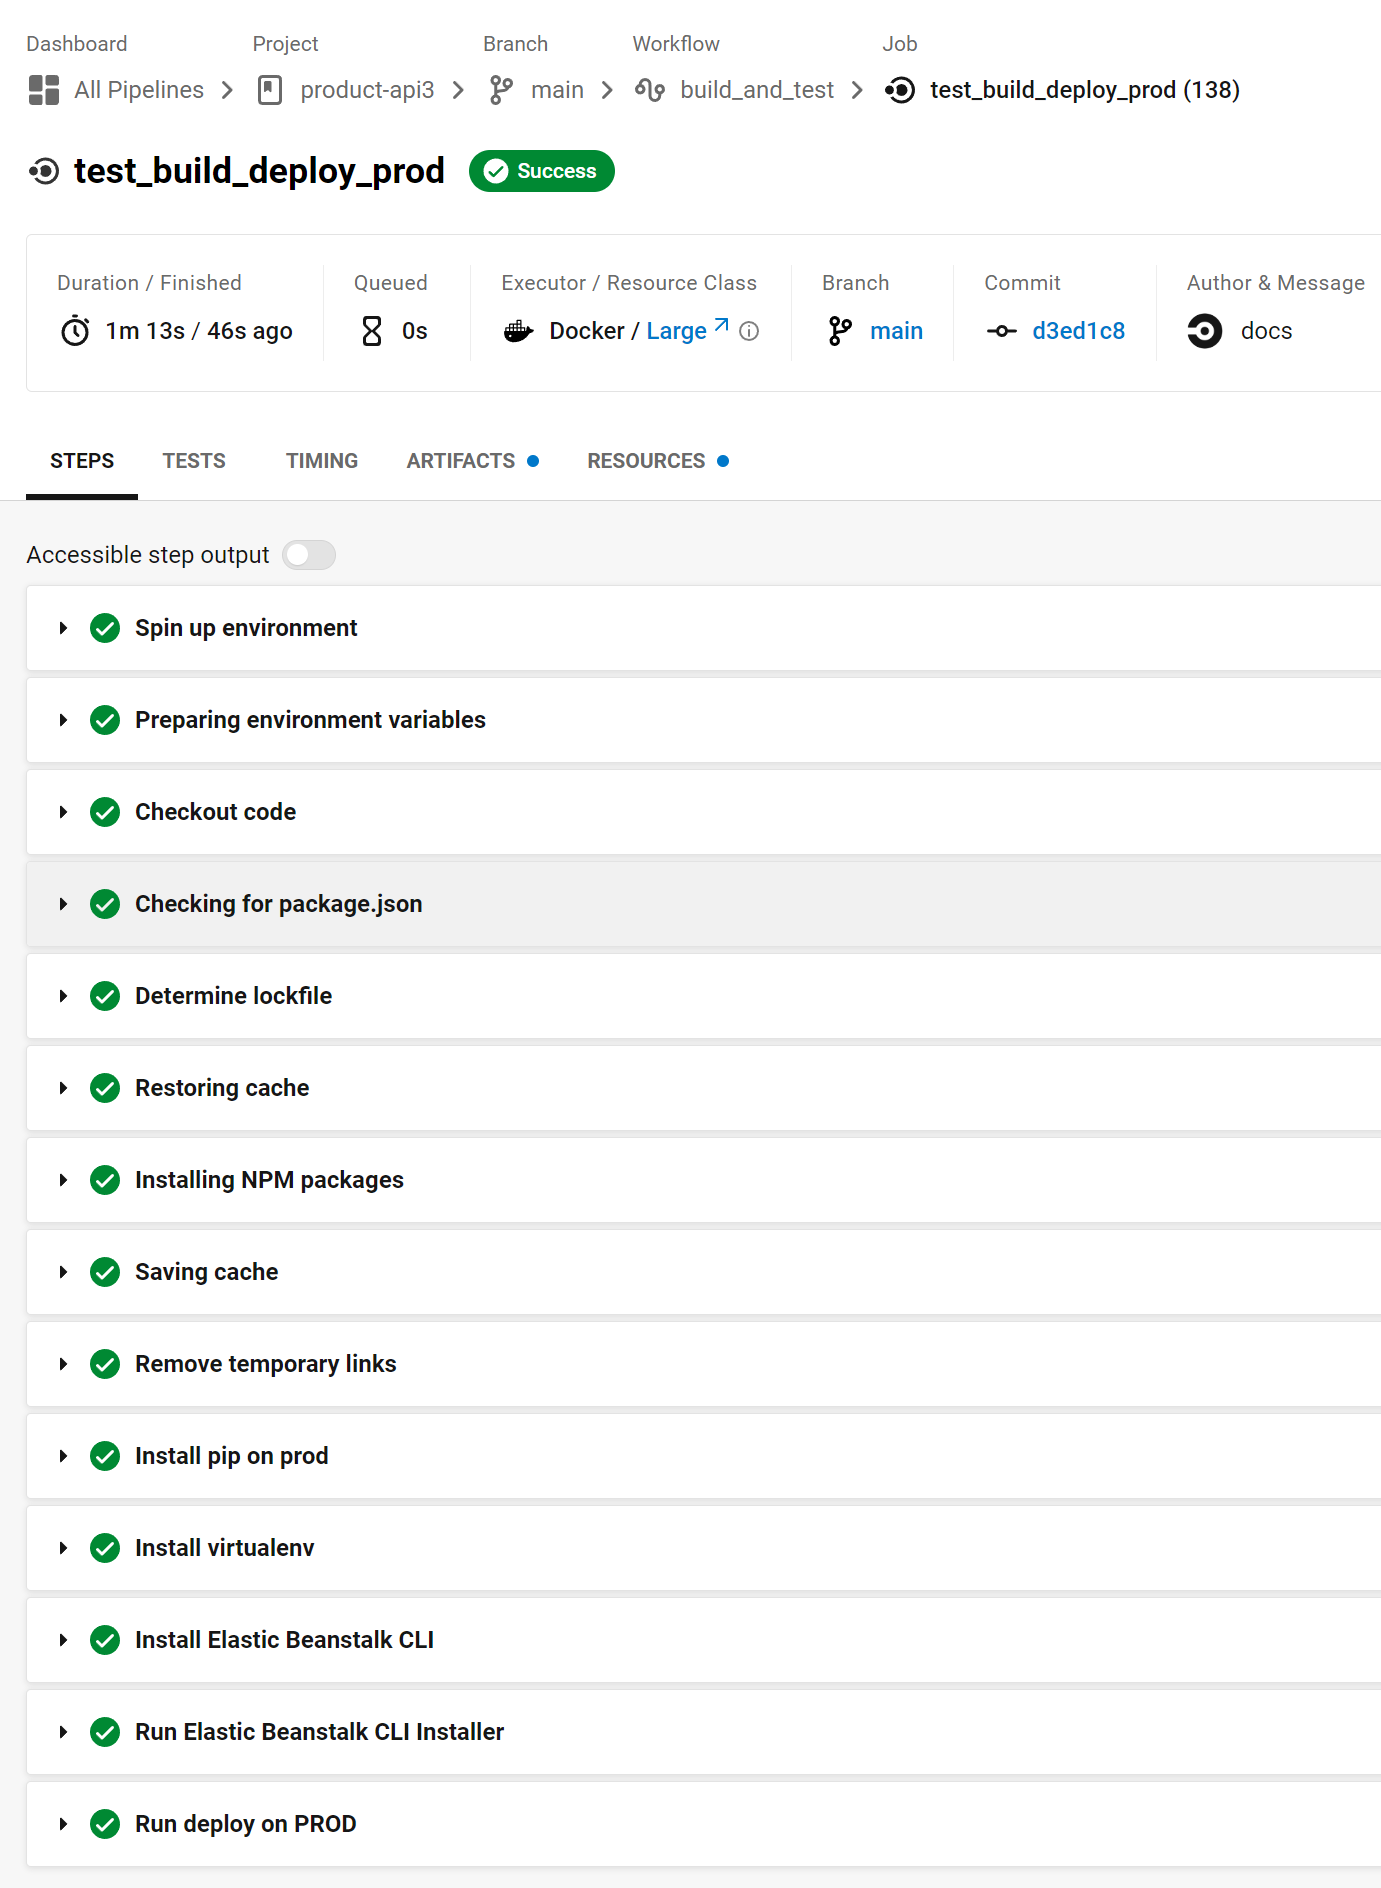 Dashboard Project Branch Workflow Job
All Pipelines product-api3 main build_and_test test_build_deploy_prod (138)
test_build_deploy_prod Success
Duration / Finished Queued Executor / Resource Class Branch Commit Author & Message
1m 13s / 46s ago 0s Docker / Large main d3ed1c8 docs
STEPS TESTS TIMING ARTIFACTS RESOURCES
Accessible step output
Spin up environment
Preparing environment variables
Checkout code
Checking for package.json
Determine lockfile
Restoring cache
Installing NPM packages
Saving cache
Remove temporary links
Install pip on prod
Install virtualenv
Install Elastic Beanstalk CLI
Run Elastic Beanstalk CLI Installer
Run deploy on PROD